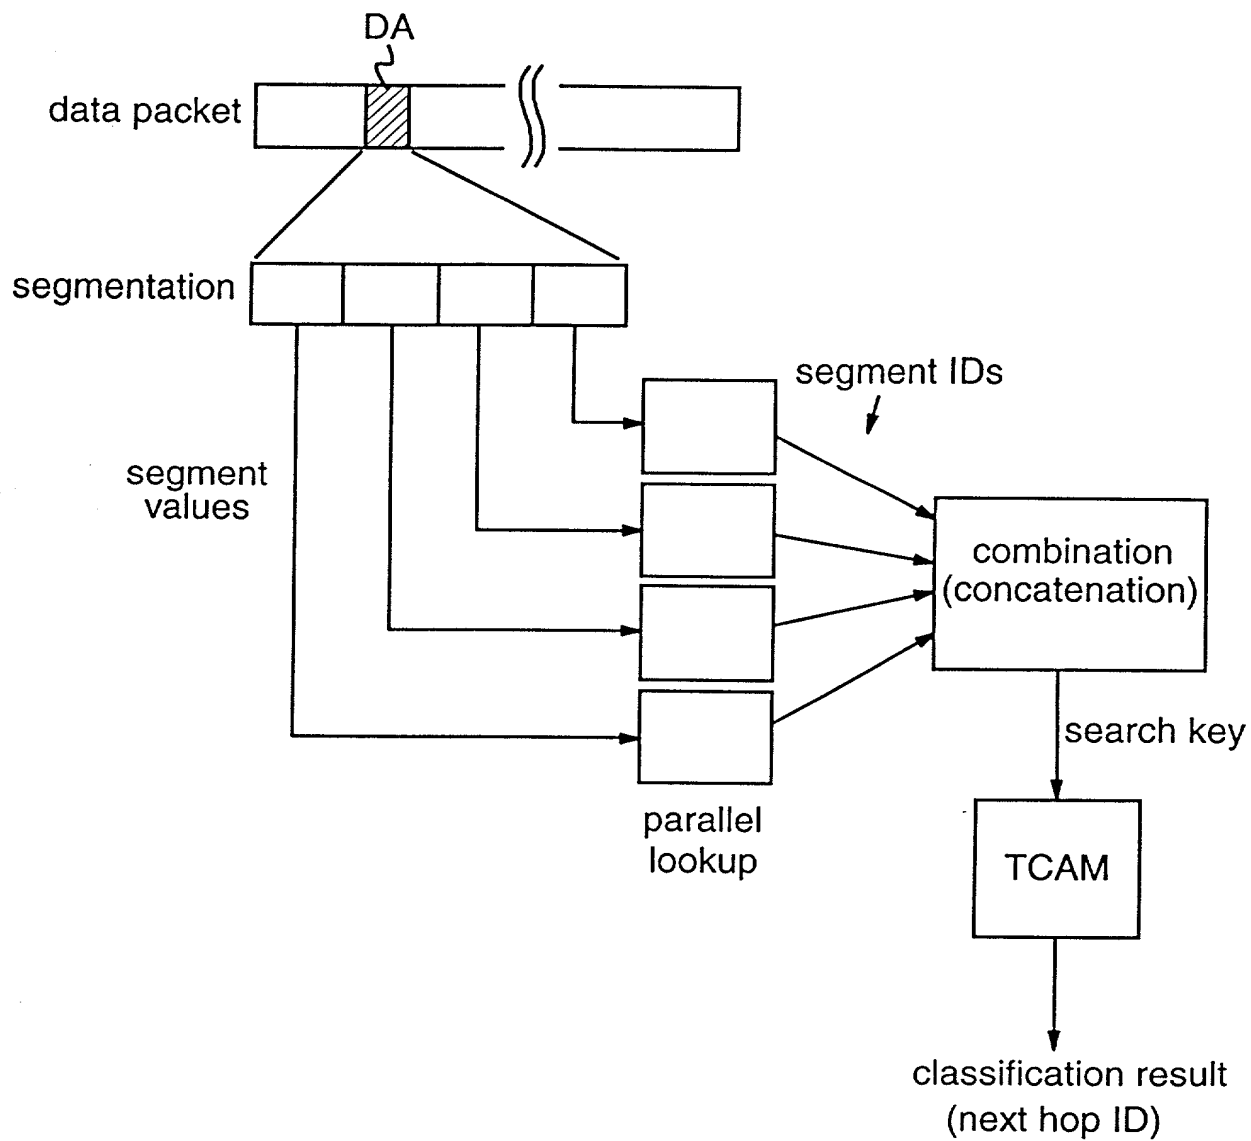 DA
data packet
segmentation
segment IDs
segment
values
combination
(concatenation)
search key
parallel
lookup
TCAM
classification result
(next hop ID)